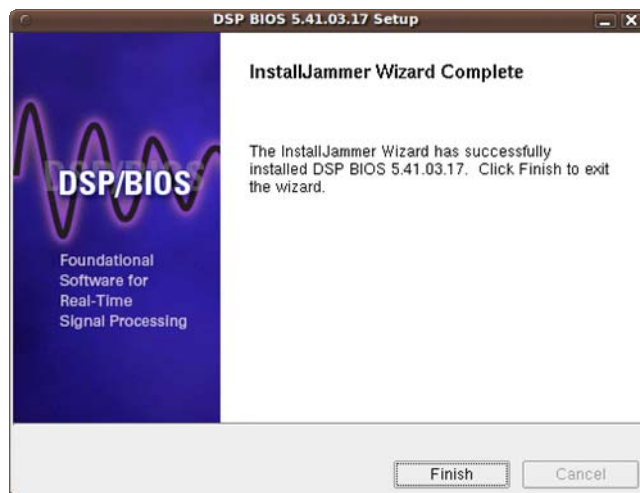 DSP BIOS 5.41.03.17 Setup
InstallJammer Wizard Complete
The InstallJammer Wizard has successfully
installed DSP BIOS 5.41.03.17. Click Finish to exit
the wizard.
DSP/BIOS
Foundational
Software for
Real-Time
Signal Processing
Finish
Cancel